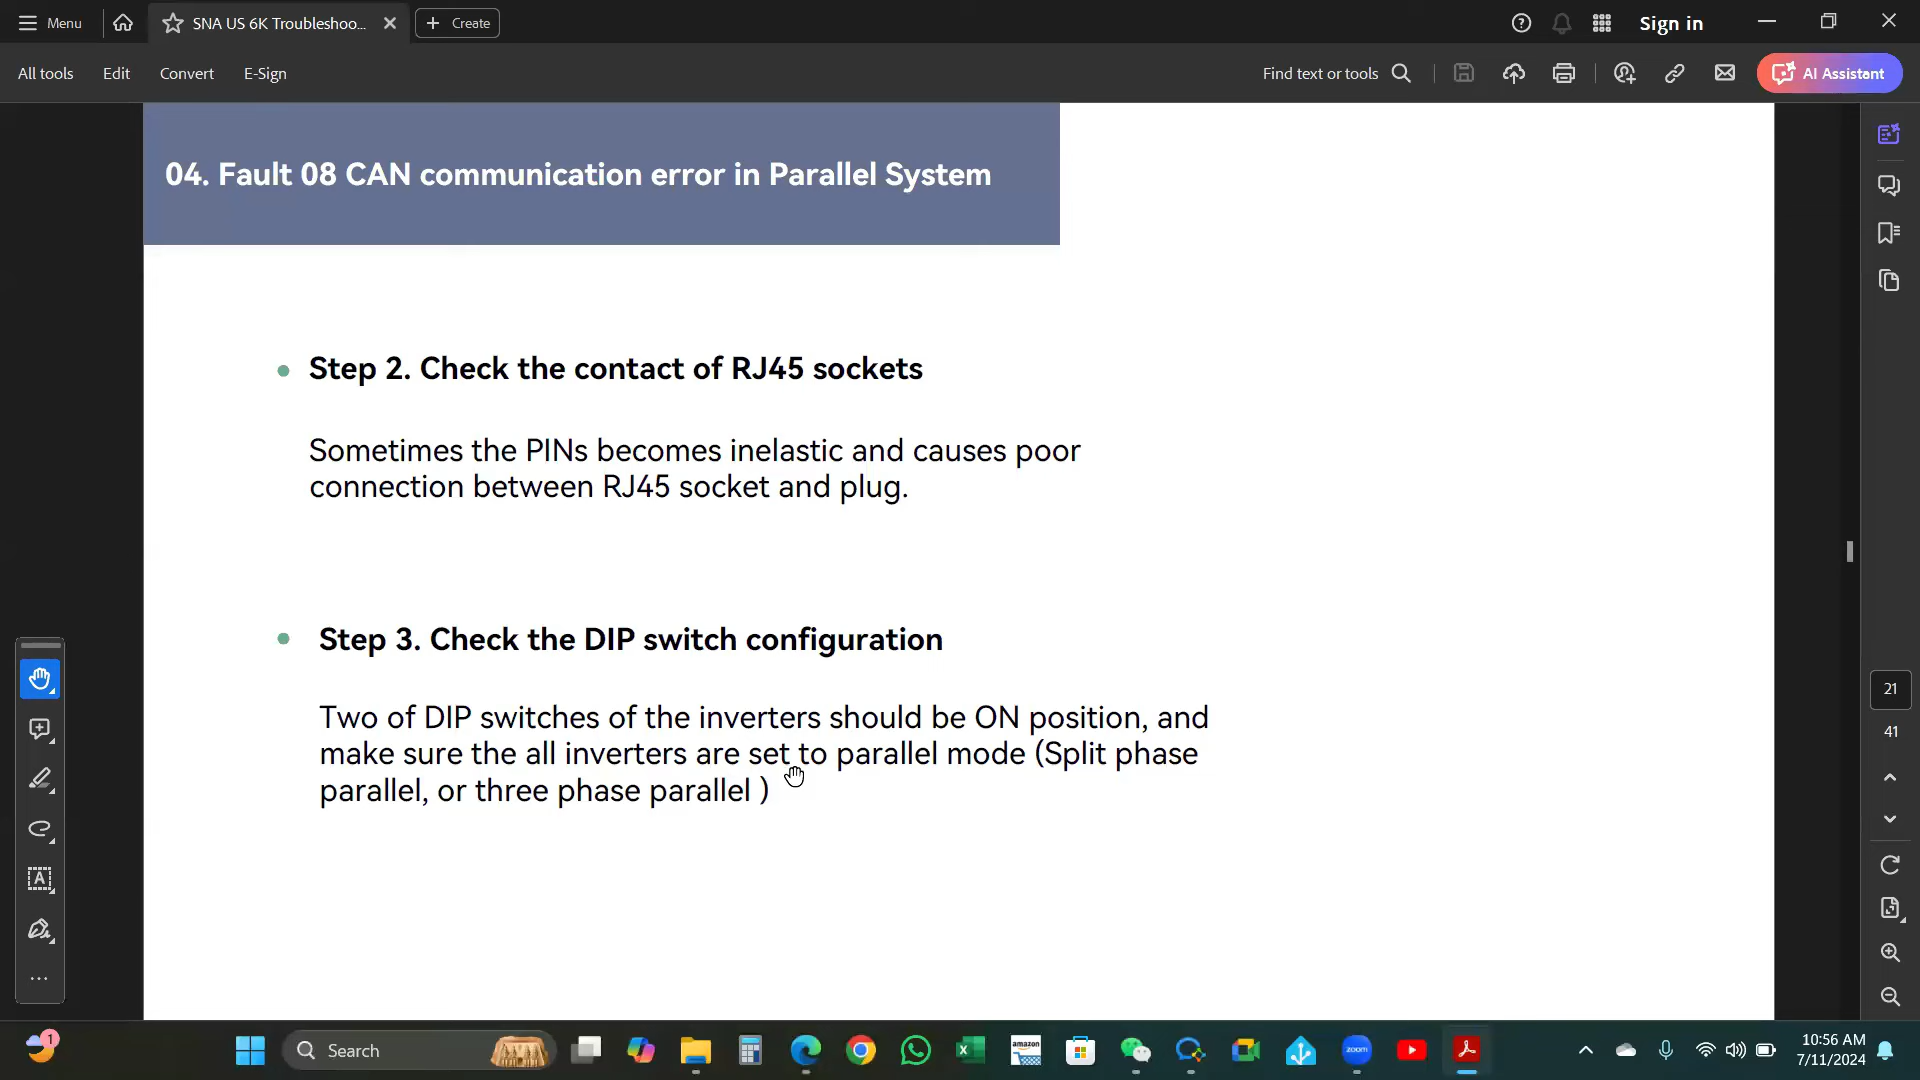 Menu
SNA US 6K Troubleshoo...
Create
Sign in
All tools
Edit
Convert
E-Sign
Find text or tools
AI Assistant
04. Fault 08 CAN communication error in Parallel System
Step 2. Check the contact of RJ45 sockets
Sometimes the PINs becomes inelastic and causes poor
connection between RJ45 socket and plug.
Step 3. Check the DIP switch configuration
Two of DIP switches of the inverters should be ON position, and
make sure the all inverters are set to parallel mode (Split phase
parallel, or three phase parallel )
21
41
1
Search
amazon
zoom
10:56 AM
7/11/2024